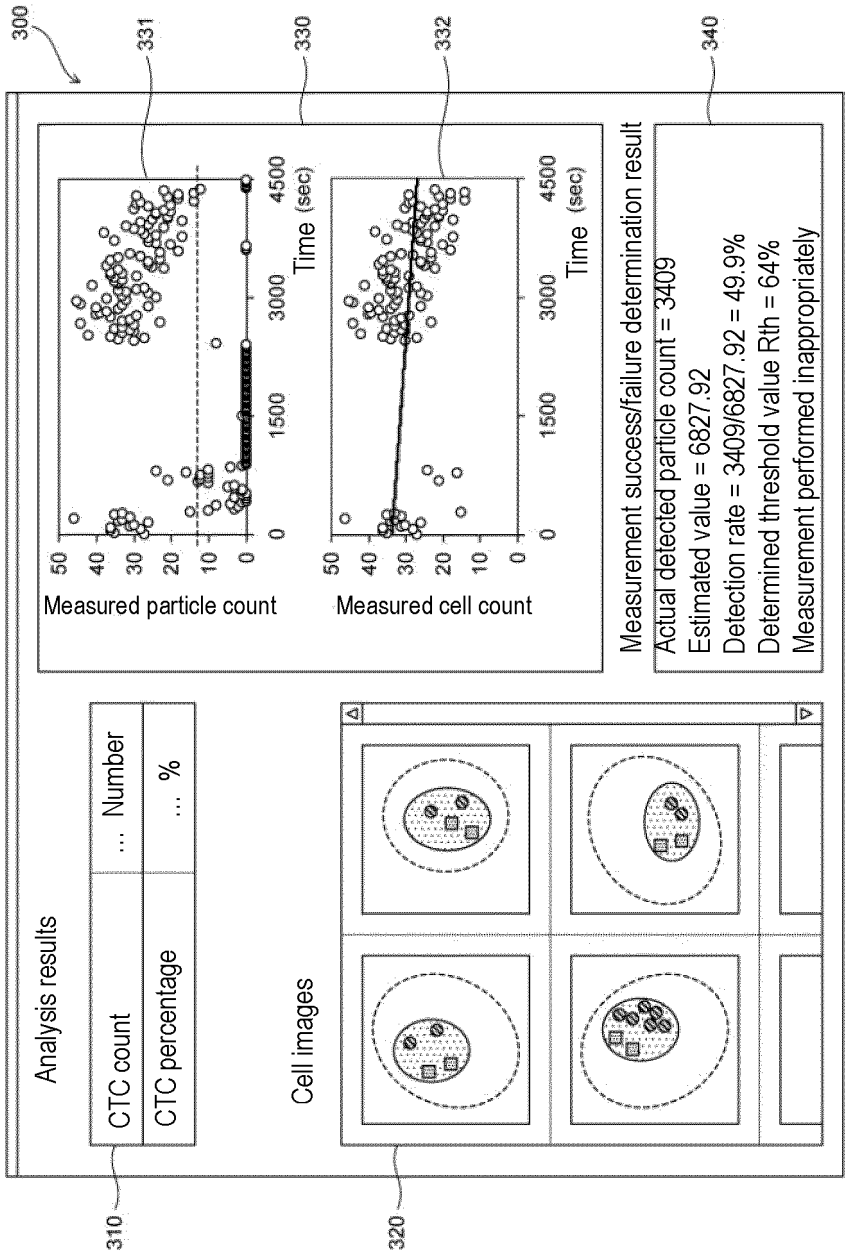 300
Analysis results
310
CTC count ... Number
CTC percentage ... %
Cell images
320
331
Measured particle count
50
40
30
20
10
0
0 1500 3000 4500
Time (sec)
330
332
Measured cell count
50
40
30
20
10
0
0 1500 3000 4500
Time (sec)
Measurement success/failure determination result
340
Actual detected particle count = 3409
Estimated value = 6827.92
Detection rate = 3409/6827.92 = 49.9%
Determined threshold value Rth = 64%
Measurement performed inappropriately